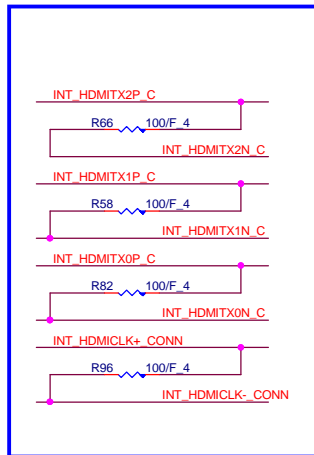 INT_HDMITX2P_C
R66 100/F_4
INT_HDMITX2N_C
INT_HDMITX1P_C
R58 100/F_4
INT_HDMITX1N_C
INT_HDMITX0P_C
R82 100/F_4
INT_HDMITX0N_C
INT_HDMICLK+_CONN
R96 100/F_4
INT_HDMICLK-_CONN